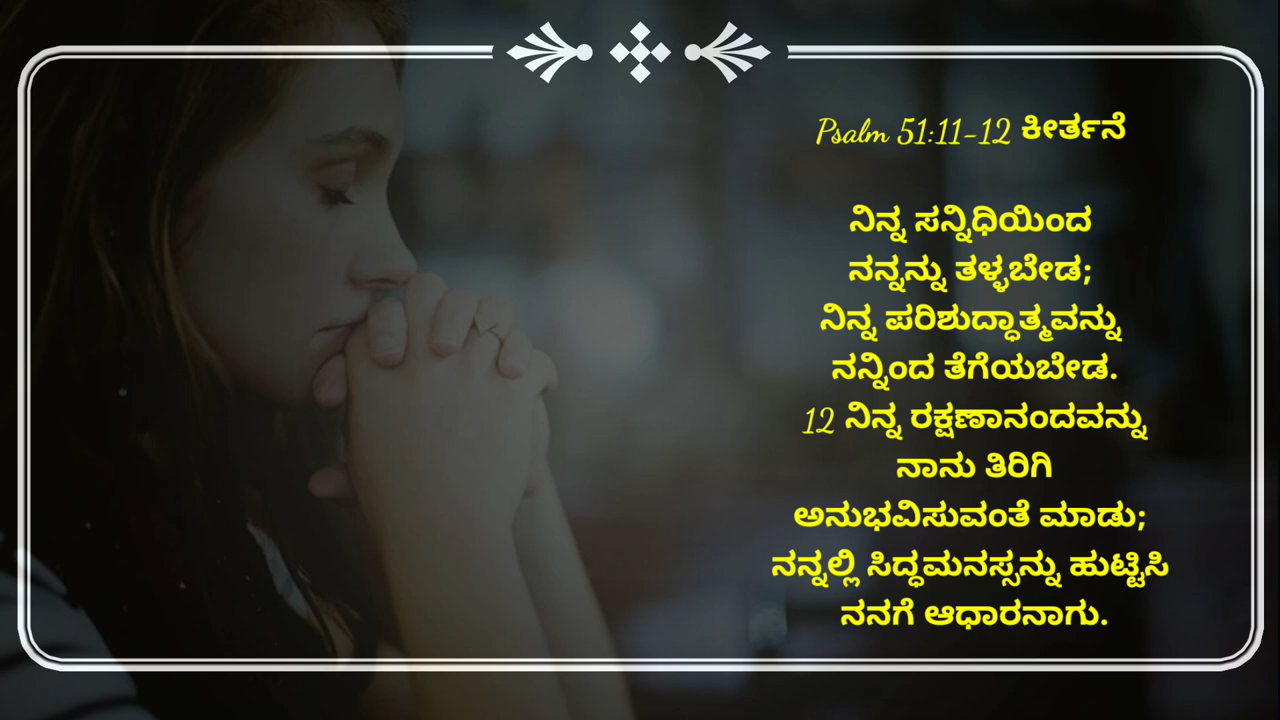 Psalm 51:11-12 ಕೀರ್ತನೆ
ನಿನ್ನ ಸನ್ನಿಧಿಯಿಂದ
ನನ್ನನ್ನು ತಳ್ಳಬೇಡ;
ನಿನ್ನ ಪರಿಶುದ್ಧಾತ್ಮವನ್ನು
ನನ್ನಿಂದ ತೆಗೆಯಬೇಡ.
12 ನಿನ್ನ ರಕ್ಷಣಾನಂದವನ್ನು
ನಾನು ತಿರಿಗಿ
ಅನುಭವಿಸುವಂತೆ ಮಾಡು;
ನನ್ನಲ್ಲಿ ಸಿದ್ಧಮನಸ್ಸನ್ನು ಹುಟ್ಟಿಸಿ
ನನಗೆ ಆಧಾರನಾಗು.